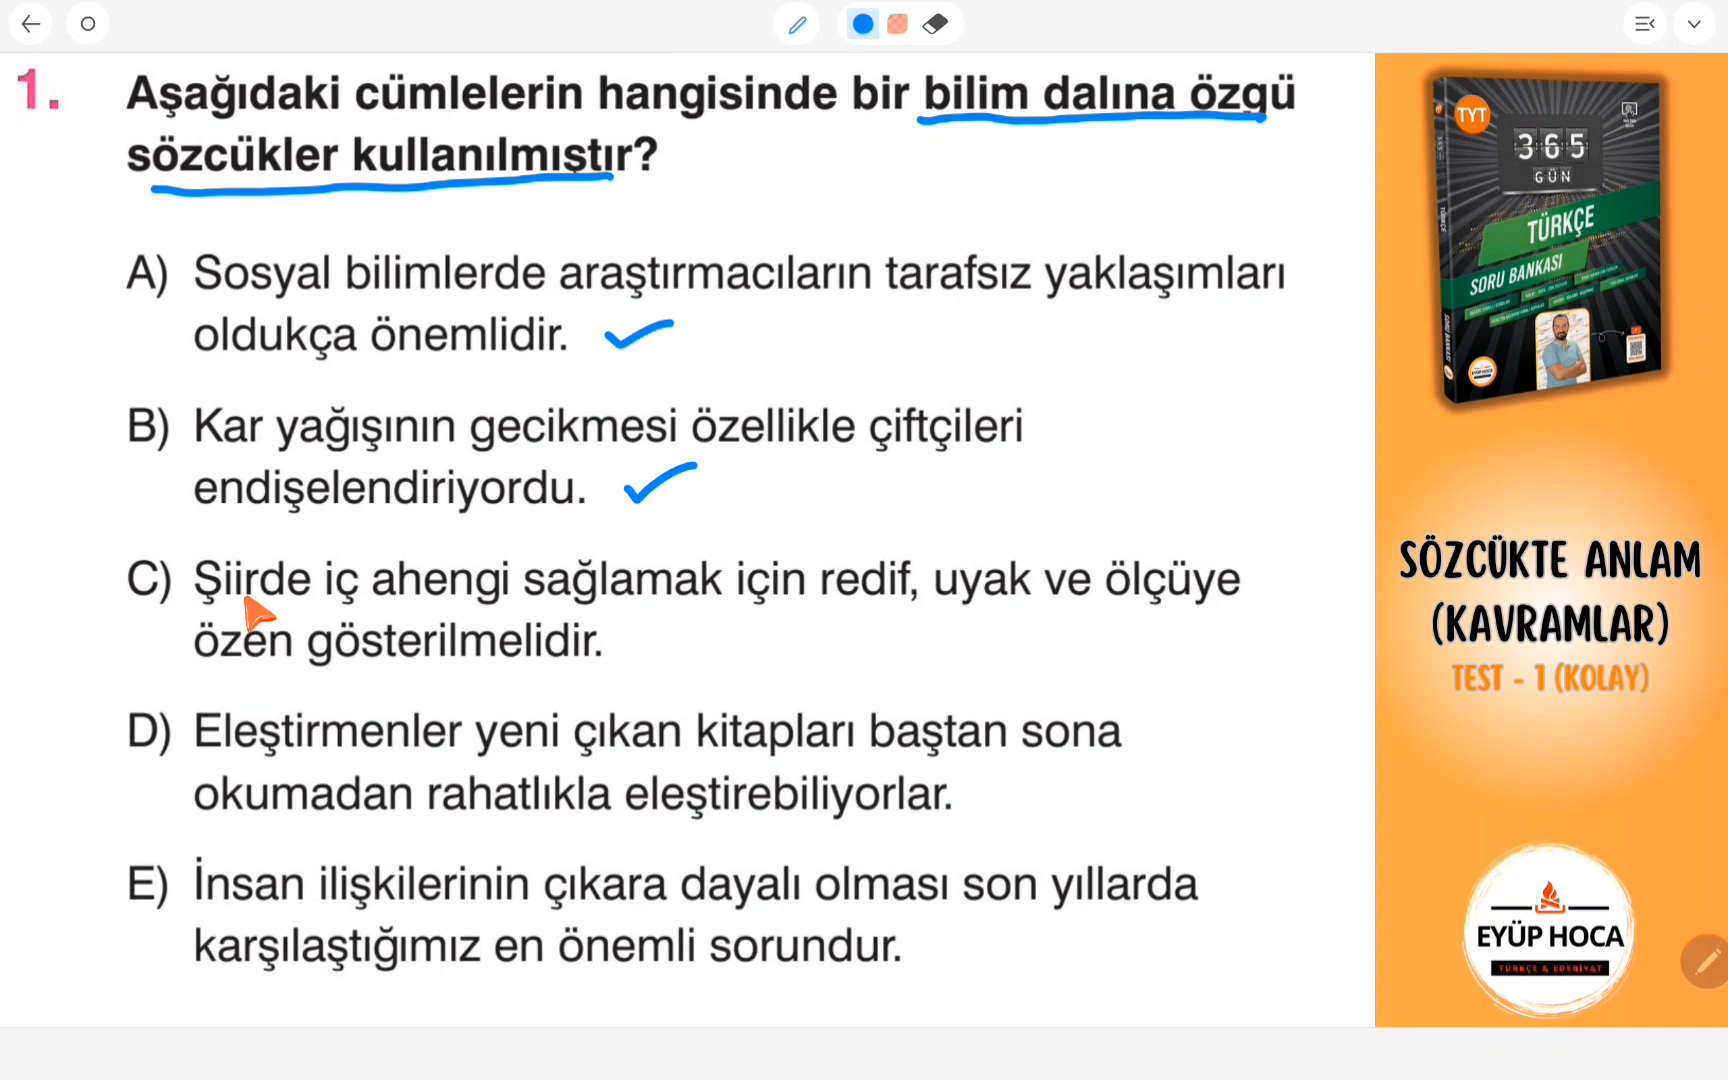 1. Aşağıdaki cümlelerin hangisinde bir bilim dalına özgü
sözcükler kullanılmıştır?
A) Sosyal bilimlerde araştırmacıların tarafsız yaklaşımları
oldukça önemlidir.
B) Kar yağışının gecikmesi özellikle çiftçileri
endişelendiriyordu.
C) Şiirde iç ahengi sağlamak için redif, uyak ve ölçüye
özen gösterilmelidir.
D) Eleştirmenler yeni çıkan kitapları baştan sona
okumadan rahatlıkla eleştirebiliyorlar.
E) İnsan ilişkilerinin çıkara dayalı olması son yıllarda
karşılaştığımız en önemli sorundur.
TYT
365
GÜN
TÜRKÇE
SORU BANKASI
SÖZCÜKTE ANLAM
(KAVRAMLAR)
TEST - 1 (KOLAY)
EYÜP HOCA
TÜRKÇE & EDEBİYAT